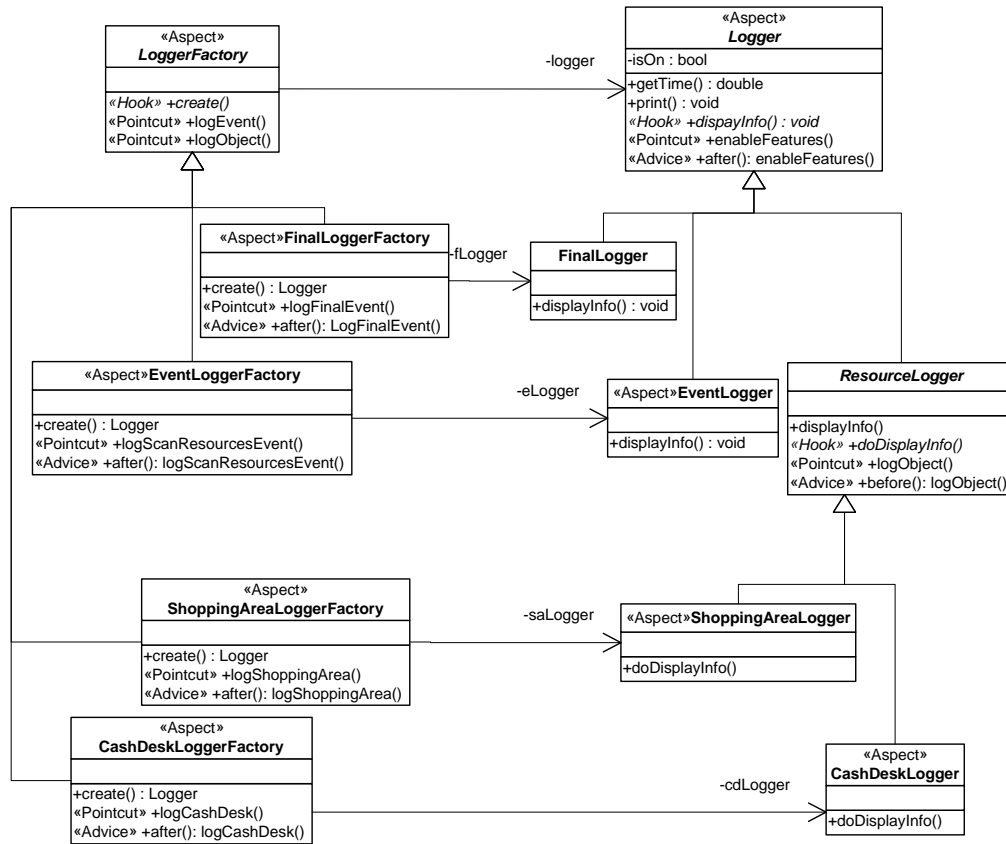 «Aspect»
LoggerFactory
«Hook» +create()
«Pointcut» +logEvent()
«Pointcut» +logObject()
-logger
«Aspect»
Logger
-isOn : bool
+getTime() : double
+print() : void
«Hook» +dispayInfo() : void
«Pointcut» +enableFeatures()
«Advice» +after(): enableFeatures()
«Aspect»FinalLoggerFactory
+create() : Logger
«Pointcut» +logFinalEvent()
«Advice» +after(): LogFinalEvent()
-fLogger
FinalLogger
+displayInfo() : void
«Aspect»EventLoggerFactory
+create() : Logger
«Pointcut» +logScanResourcesEvent()
«Advice» +after(): logScanResourcesEvent()
-eLogger
«Aspect»EventLogger
+displayInfo() : void
ResourceLogger
+displayInfo()
«Hook» +doDisplayInfo()
«Pointcut» +logObject()
«Advice» +before(): logObject()
«Aspect»
ShoppingAreaLoggerFactory
+create() : Logger
«Pointcut» +logShoppingArea()
«Advice» +after(): logShoppingArea()
-saLogger
«Aspect»ShoppingAreaLogger
+doDisplayInfo()
«Aspect»
CashDeskLoggerFactory
+create() : Logger
«Pointcut» +logCashDesk()
«Advice» +after(): logCashDesk()
-cdLogger
«Aspect»
CashDeskLogger
+doDisplayInfo()